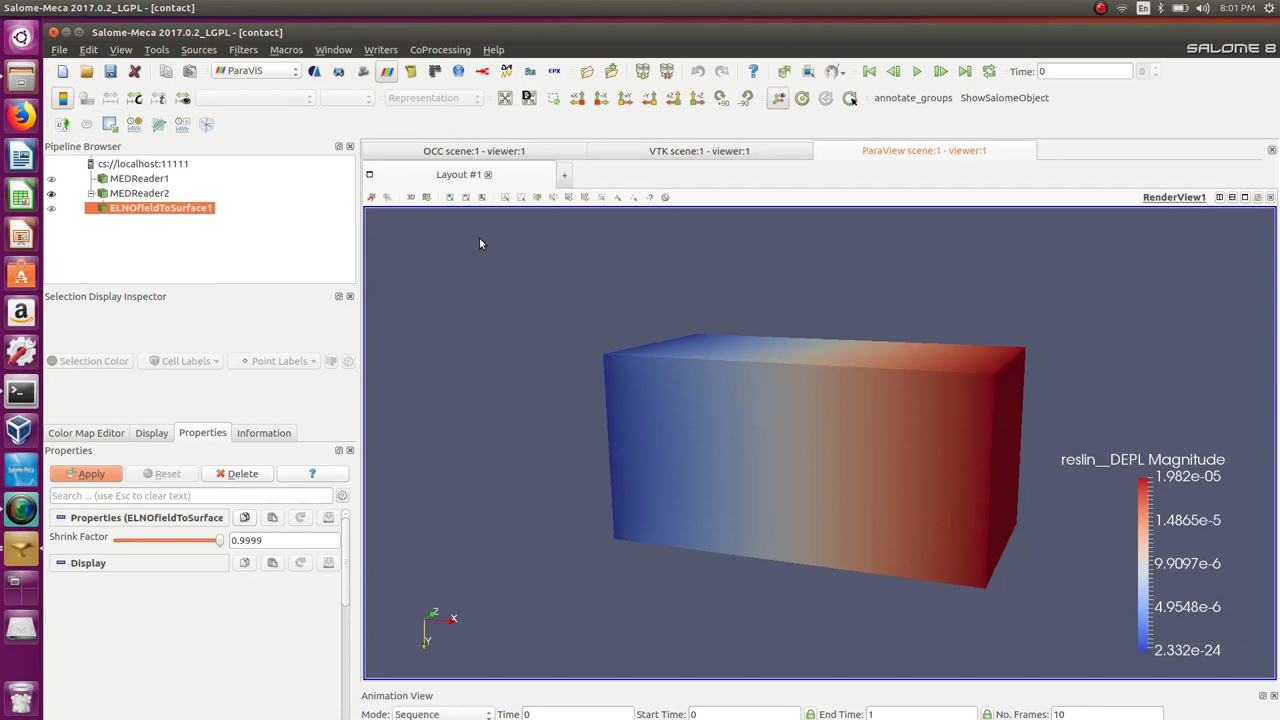 Salome-Meca 2017.0.2_LGPL - [contact]
En
8:01 PM
Salome-Meca 2017.0.2_LGPL - [contact]
File Edit View Tools Sources Filters Macros Window Writers CoProcessing Help
SALOME 8
ParaViS
EPX
Time: 0
0
Representation
+X
-X
+Y
-Y
+Z
-Z
+90
-90
annotate_groups ShowSalomeObject
Pipeline Browser
OCC scene:1 - viewer:1
VTK scene:1 - viewer:1
ParaView scene:1 - viewer:1
cs://localhost:11111
MEDReader1
MEDReader2
ELNOfieldToSurface1
Layout #1
+
3D
RenderView1
Selection Display Inspector
Selection Color
Cell Labels
Point Labels
Color Map Editor Display Properties Information
Properties
Apply Reset Delete ?
Search ... (use Esc to clear text)
Properties (ELNOfieldToSurface
Shrink Factor 0.9999
Display
reslin__DEPL Magnitude
1.982e-05
1.4865e-5
9.9097e-6
4.9548e-6
2.332e-24
Z
X
Y
Animation View
Mode: Sequence Time 0 Start Time: 0 End Time: 1 No. Frames: 10